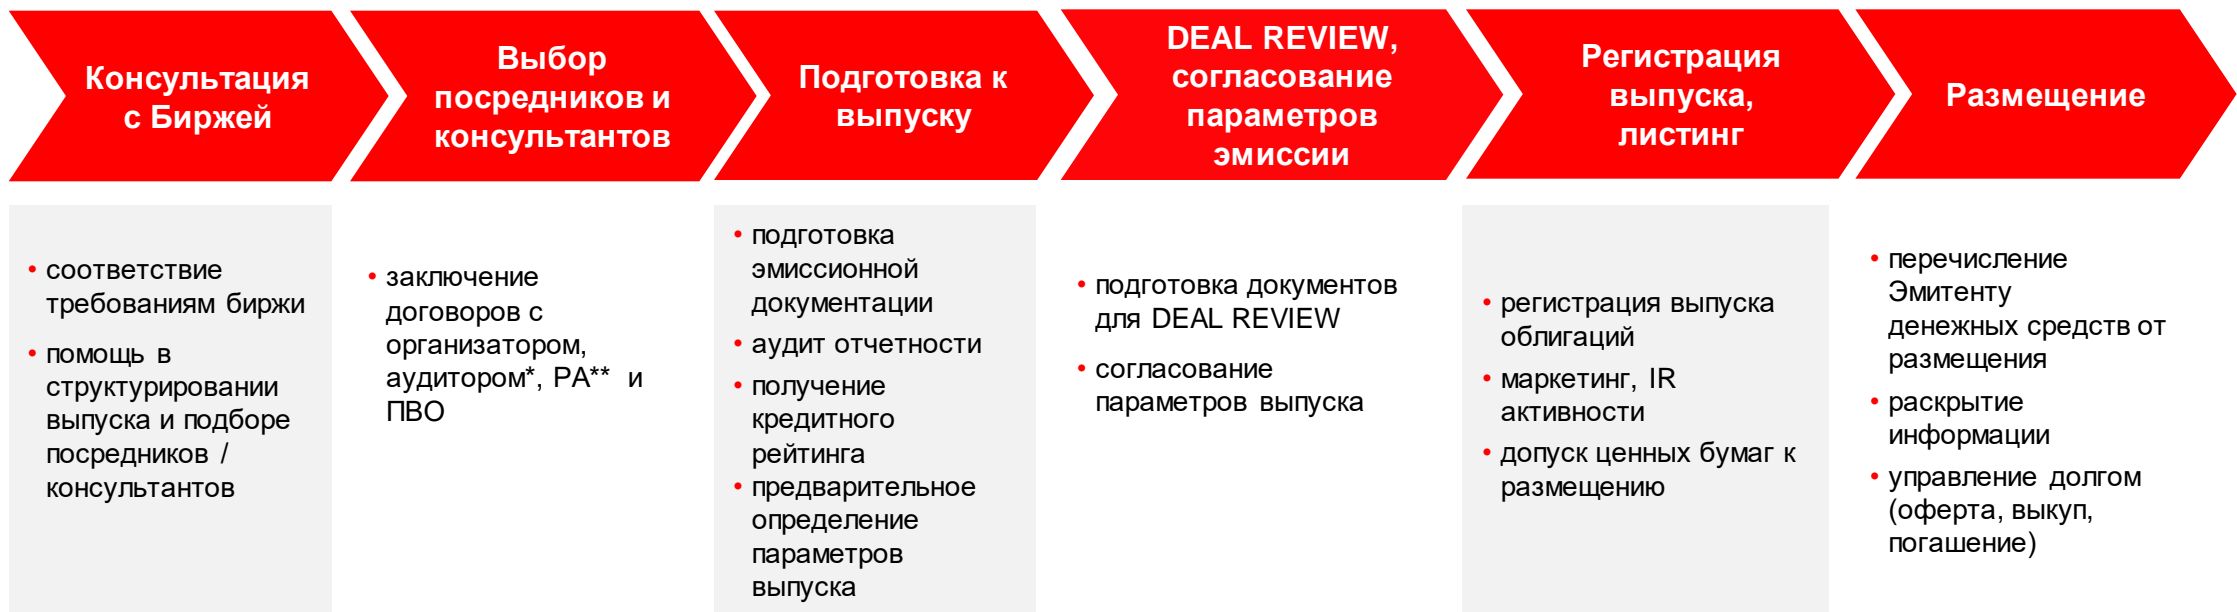 Консультация
с Биржей
Выбор
посредников и
консультантов
Подготовка к
выпуску
DEAL REVIEW,
согласование
параметров
эмиссии
Регистрация
выпуска,
листинг
Размещение
• соответствие
требованиям биржи
• помощь в
структурировании
выпуска и подборе
посредников /
консультантов
• заключение
договоров с
организатором,
аудитором*, РА** и
ПВО
• подготовка
эмиссионной
документации
• аудит отчетности
• получение
кредитного
рейтинга
• предварительное
определение
параметров
выпуска
• подготовка документов
для DEAL REVIEW
• согласование
параметров выпуска
• регистрация выпуска
облигаций
• маркетинг, IR
активности
• допуск ценных бумаг к
размещению
• перечисление
Эмитенту
денежных средств от
размещения
• раскрытие
информации
• управление долгом
(оферта, выкуп,
погашение)